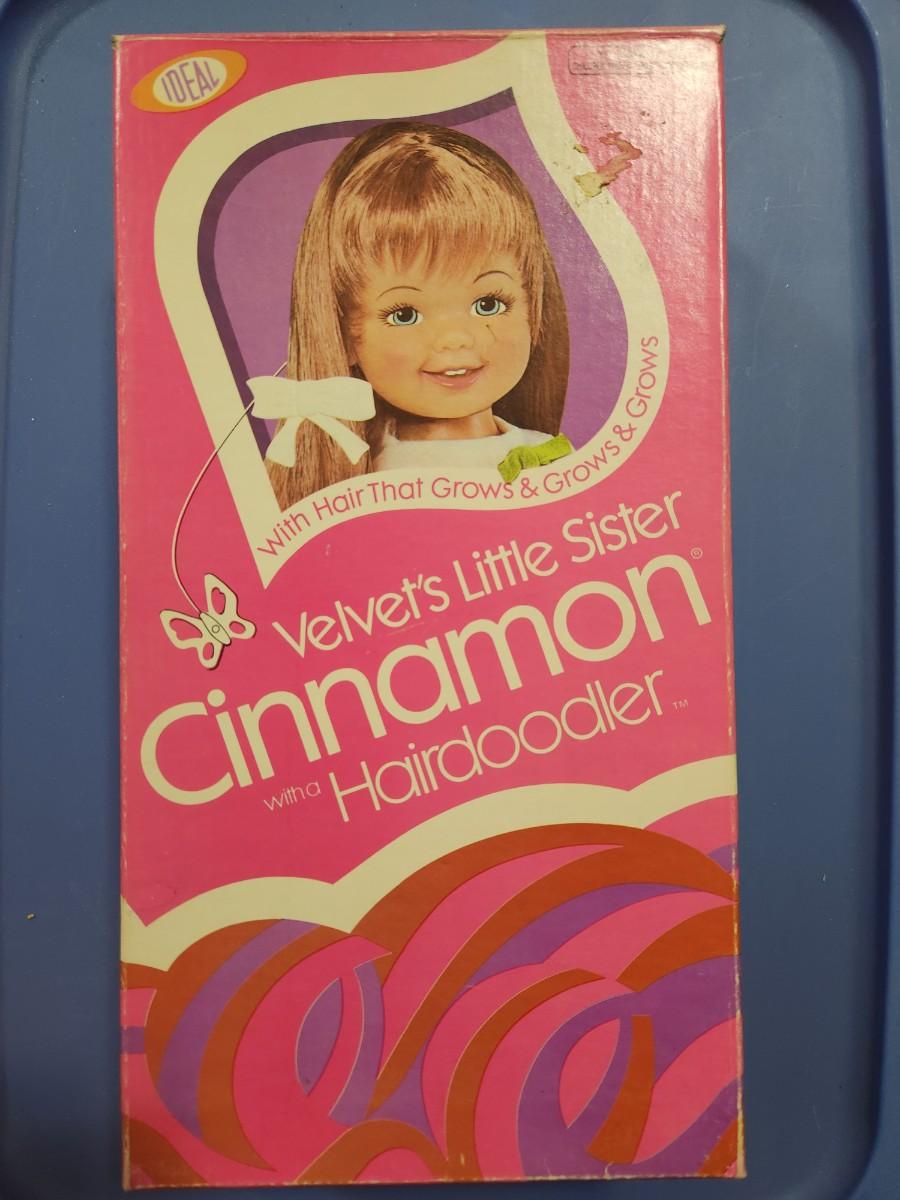 IDEAL
With Hair That Grows & Grows & Grows
Velvet's Little Sister
Cinnamon®
with a Hairdoodler™